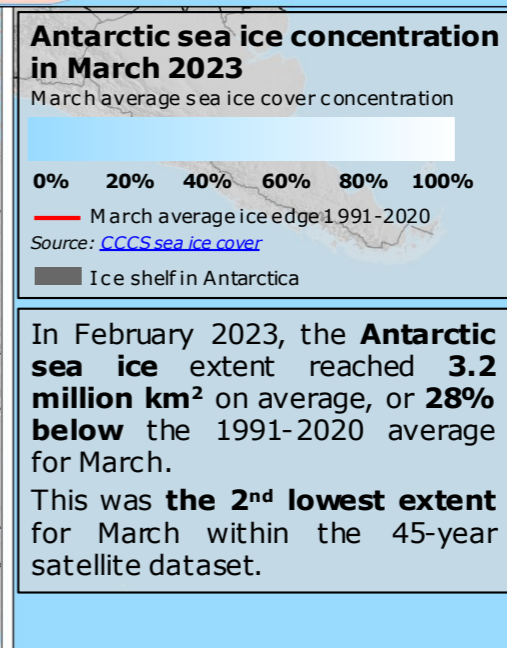 Antarctic sea ice concentration
in March 2023
March average sea ice cover concentration
0% 20% 40% 60% 80% 100%
March average ice edge 1991-2020
Source: CCCS sea ice cover
Ice shelf in Antarctica
In February 2023, the Antarctic
sea ice extent reached 3.2
million km² on average, or 28%
below the 1991-2020 average
for March.
This was the 2ⁿᵈ lowest extent
for March within the 45-year
satellite dataset.